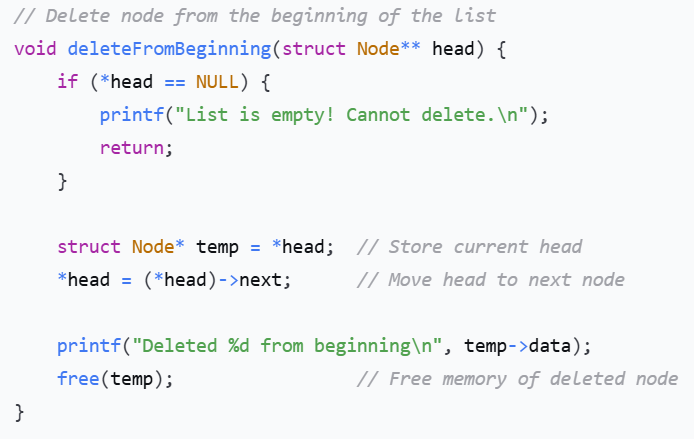 // Delete node from the beginning of the list
void deleteFromBeginning(struct Node** head) {
    if (*head == NULL) {
        printf("List is empty! Cannot delete.\n");
        return;
    }

    struct Node* temp = *head;  // Store current head
    *head = (*head)->next;      // Move head to next node

    printf("Deleted %d from beginning\n", temp->data);
    free(temp);                 // Free memory of deleted node
}